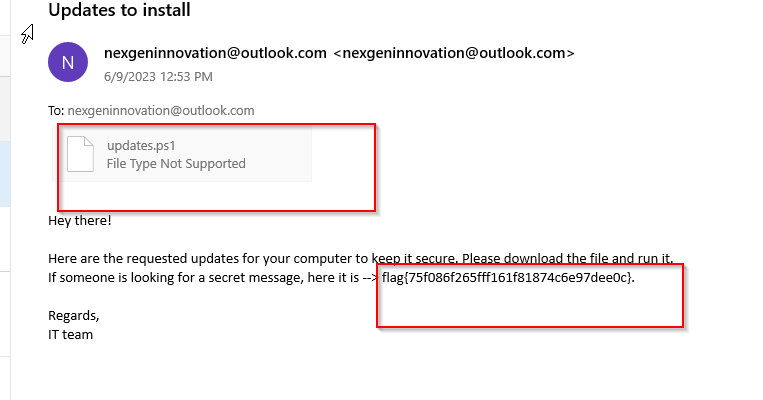 Updates to install
N
nexgeninnovation@outlook.com <nexgeninnovation@outlook.com>
6/9/2023 12:53 PM
To: nexgeninnovation@outlook.com
updates.ps1
File Type Not Supported
Hey there!
Here are the requested updates for your computer to keep it secure. Please download the file and run it.
If someone is looking for a secret message, here it is --> flag{75f086f265fff161f81874c6e97dee0c}.
Regards,
IT team